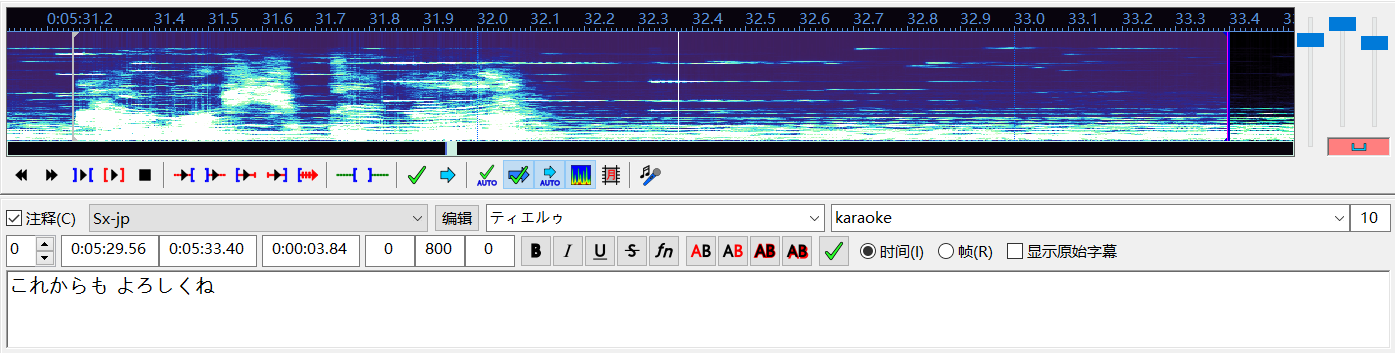 0:05:31.2 31.4 31.5 31.6 31.7 31.8 31.9 32.0 32.2 32.3 32.4 32.5 32.6 32.7 32.8 32.9 33.0 33.1 33.2 33.3 33.4
AUTO AUTO
注释(C) Sx-jp 编辑 ティエルゥ karaoke 10
0 0:05:29.56 0:05:33.40 0:00:03.84 0 800 0 B I U S fn AB AB AB AB 时间(I) 帧(R) 显示原始字幕
これからも よろしくね